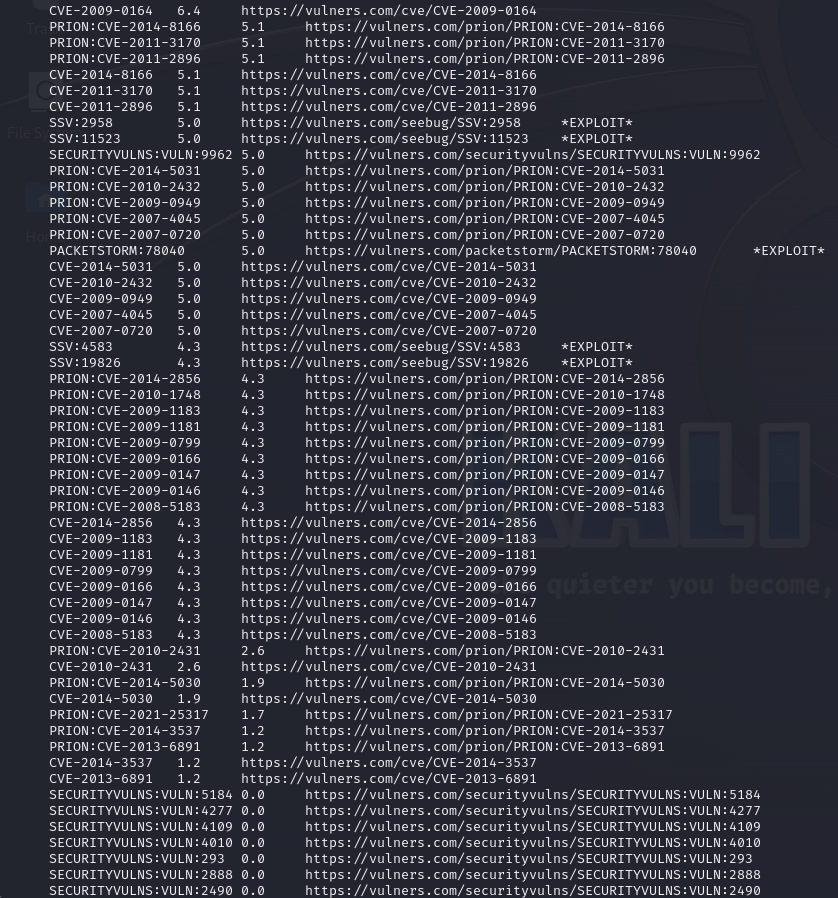 CVE-2009-0164 6.4 https://vulners.com/cve/CVE-2009-0164
PRION:CVE-2014-8166 5.1 https://vulners.com/prion/PRION:CVE-2014-8166
PRION:CVE-2011-3170 5.1 https://vulners.com/prion/PRION:CVE-2011-3170
PRION:CVE-2011-2896 5.1 https://vulners.com/prion/PRION:CVE-2011-2896
CVE-2014-8166 5.1 https://vulners.com/cve/CVE-2014-8166
CVE-2011-3170 5.1 https://vulners.com/cve/CVE-2011-3170
CVE-2011-2896 5.1 https://vulners.com/cve/CVE-2011-2896
SSV:2958 5.0 https://vulners.com/seebug/SSV:2958 *EXPLOIT*
SSV:11523 5.0 https://vulners.com/seebug/SSV:11523 *EXPLOIT*
SECURITYVULNS:VULN:9962 5.0 https://vulners.com/securityvulns/SECURITYVULNS:VULN:9962
PRION:CVE-2014-5031 5.0 https://vulners.com/prion/PRION:CVE-2014-5031
PRION:CVE-2010-2432 5.0 https://vulners.com/prion/PRION:CVE-2010-2432
PRION:CVE-2009-0949 5.0 https://vulners.com/prion/PRION:CVE-2009-0949
PRION:CVE-2007-4045 5.0 https://vulners.com/prion/PRION:CVE-2007-4045
PRION:CVE-2007-0720 5.0 https://vulners.com/prion/PRION:CVE-2007-0720
PACKETSTORM:78040 5.0 https://vulners.com/packetstorm/PACKETSTORM:78040 *EXPLOIT*
CVE-2014-5031 5.0 https://vulners.com/cve/CVE-2014-5031
CVE-2010-2432 5.0 https://vulners.com/cve/CVE-2010-2432
CVE-2009-0949 5.0 https://vulners.com/cve/CVE-2009-0949
CVE-2007-4045 5.0 https://vulners.com/cve/CVE-2007-4045
CVE-2007-0720 5.0 https://vulners.com/cve/CVE-2007-0720
SSV:4583 4.3 https://vulners.com/seebug/SSV:4583 *EXPLOIT*
SSV:19826 4.3 https://vulners.com/seebug/SSV:19826 *EXPLOIT*
PRION:CVE-2014-2856 4.3 https://vulners.com/prion/PRION:CVE-2014-2856
PRION:CVE-2010-1748 4.3 https://vulners.com/prion/PRION:CVE-2010-1748
PRION:CVE-2009-1183 4.3 https://vulners.com/prion/PRION:CVE-2009-1183
PRION:CVE-2009-1181 4.3 https://vulners.com/prion/PRION:CVE-2009-1181
PRION:CVE-2009-0799 4.3 https://vulners.com/prion/PRION:CVE-2009-0799
PRION:CVE-2009-0166 4.3 https://vulners.com/prion/PRION:CVE-2009-0166
PRION:CVE-2009-0147 4.3 https://vulners.com/prion/PRION:CVE-2009-0147
PRION:CVE-2009-0146 4.3 https://vulners.com/prion/PRION:CVE-2009-0146
PRION:CVE-2008-5183 4.3 https://vulners.com/prion/PRION:CVE-2008-5183
CVE-2014-2856 4.3 https://vulners.com/cve/CVE-2014-2856
CVE-2009-1183 4.3 https://vulners.com/cve/CVE-2009-1183
CVE-2009-1181 4.3 https://vulners.com/cve/CVE-2009-1181
CVE-2009-0799 4.3 https://vulners.com/cve/CVE-2009-0799
CVE-2009-0166 4.3 https://vulners.com/cve/CVE-2009-0166
CVE-2009-0147 4.3 https://vulners.com/cve/CVE-2009-0147
CVE-2009-0146 4.3 https://vulners.com/cve/CVE-2009-0146
CVE-2008-5183 4.3 https://vulners.com/cve/CVE-2008-5183
PRION:CVE-2010-2431 2.6 https://vulners.com/prion/PRION:CVE-2010-2431
CVE-2010-2431 2.6 https://vulners.com/cve/CVE-2010-2431
PRION:CVE-2014-5030 1.9 https://vulners.com/prion/PRION:CVE-2014-5030
CVE-2014-5030 1.9 https://vulners.com/cve/CVE-2014-5030
PRION:CVE-2021-25317 1.7 https://vulners.com/prion/PRION:CVE-2021-25317
PRION:CVE-2014-3537 1.2 https://vulners.com/prion/PRION:CVE-2014-3537
PRION:CVE-2013-6891 1.2 https://vulners.com/prion/PRION:CVE-2013-6891
CVE-2014-3537 1.2 https://vulners.com/cve/CVE-2014-3537
CVE-2013-6891 1.2 https://vulners.com/cve/CVE-2013-6891
SECURITYVULNS:VULN:5184 0.0 https://vulners.com/securityvulns/SECURITYVULNS:VULN:5184
SECURITYVULNS:VULN:4277 0.0 https://vulners.com/securityvulns/SECURITYVULNS:VULN:4277
SECURITYVULNS:VULN:4109 0.0 https://vulners.com/securityvulns/SECURITYVULNS:VULN:4109
SECURITYVULNS:VULN:4010 0.0 https://vulners.com/securityvulns/SECURITYVULNS:VULN:4010
SECURITYVULNS:VULN:293 0.0 https://vulners.com/securityvulns/SECURITYVULNS:VULN:293
SECURITYVULNS:VULN:2888 0.0 https://vulners.com/securityvulns/SECURITYVULNS:VULN:2888
SECURITYVULNS:VULN:2490 0.0 https://vulners.com/securityvulns/SECURITYVULNS:VULN:2490
ALI
quieter you become,